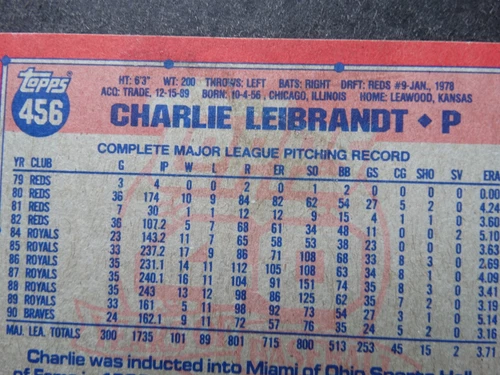 topps
456
HT: 6'3" WT: 200 THROWS: LEFT BATS: RIGHT DRFT: REDS #9-JAN., 1978
ACQ: TRADE, 12-15-89 BORN: 10-4-56, CHICAGO, ILLINOIS HOME: LEAWOOD, KANSAS
CHARLIE LEIBRANDT • P
COMPLETE MAJOR LEAGUE PITCHING RECORD
YR CLUB G IP W L R ER SO BB GS CG SHO SV ERA
79 REDS 3 4 0 0 2 0 1 2 0 0 0 0 0.00
80 REDS 36 174 10 9 84 82 62 54 27 5 2 0 4.24
81 REDS 7 30 1 1 12 12 9 15 4 1 1 0 3.60
82 REDS 36 107.2 5 7 68 61 34 48 11 0 0 2 5.10
84 ROYALS 23 143.2 11 7 65 58 53 38 23 0 0 0 3.63
85 ROYALS 33 237.2 17 9 86 71 108 68 33 8 3 0 2.69
86 ROYALS 35 231.1 14 11 112 105 108 63 34 8 1 0 4.09
87 ROYALS 35 240.1 16 11 104 91 151 74 35 8 3 0 3.41
88 ROYALS 35 243 13 12 98 86 125 62 35 7 2 0 3.19
89 ROYALS 33 161 5 11 98 92 73 54 27 3 1 0 5.14
90 BRAVES 24 162.1 9 11 72 57 76 35 24 5 2 0 3.16
MAJ. LEA. TOTALS 300 1735 101 89 801 715 800 513 253 45 15 2 3.71
Charlie was inducted into Miami of Ohio Sports Hall